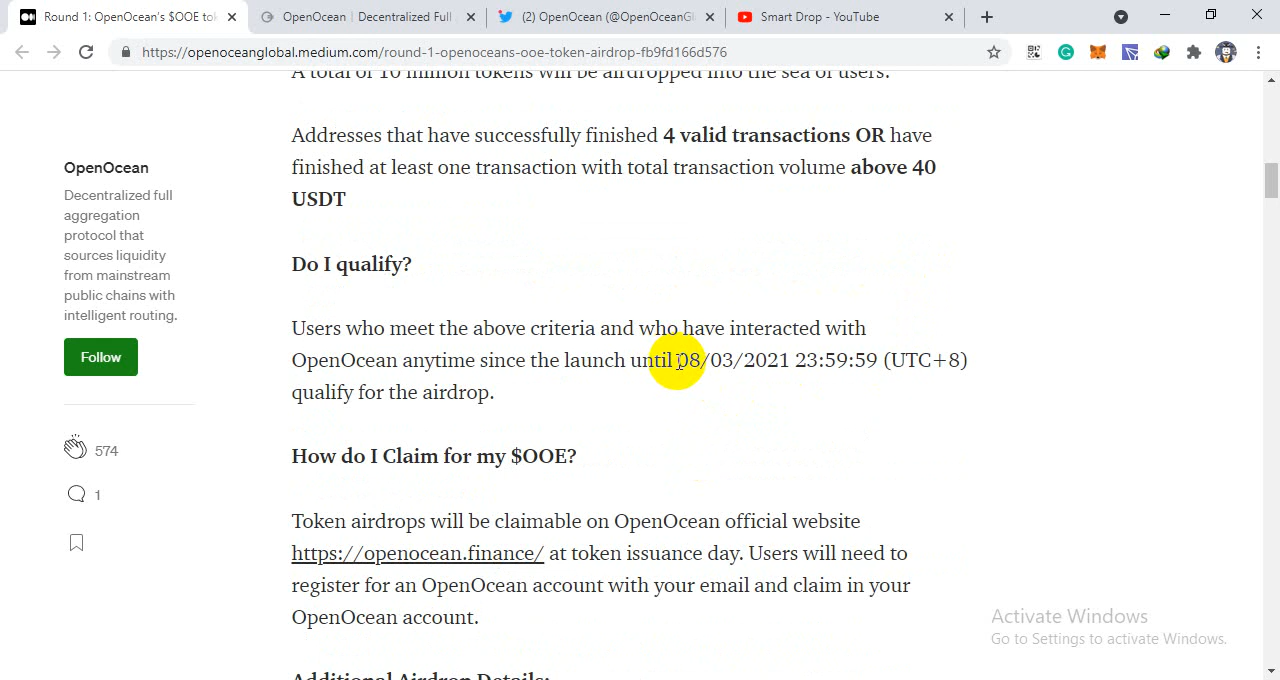 Round 1: OpenOcean's $OOE tok
OpenOcean | Decentralized Full
(2) OpenOcean (@OpenOceanGl
Smart Drop - YouTube
https://openoceanglobal.medium.com/round-1-openoceans-ooe-token-airdrop-fb9fd166d576
A total of 10 million tokens will be airdropped into the sea of users.
Addresses that have successfully finished 4 valid transactions OR have
finished at least one transaction with total transaction volume above 40
USDT
OpenOcean
Decentralized full
aggregation
protocol that
sources liquidity
from mainstream
public chains with
intelligent routing.
Follow
574
1
Do I qualify?
Users who meet the above criteria and who have interacted with
OpenOcean anytime since the launch until 08/03/2021 23:59:59 (UTC+8)
qualify for the airdrop.
How do I Claim for my $OOE?
Token airdrops will be claimable on OpenOcean official website
https://openocean.finance/ at token issuance day. Users will need to
register for an OpenOcean account with your email and claim in your
OpenOcean account.
Additional Airdrop Details:
Activate Windows
Go to Settings to activate Windows.